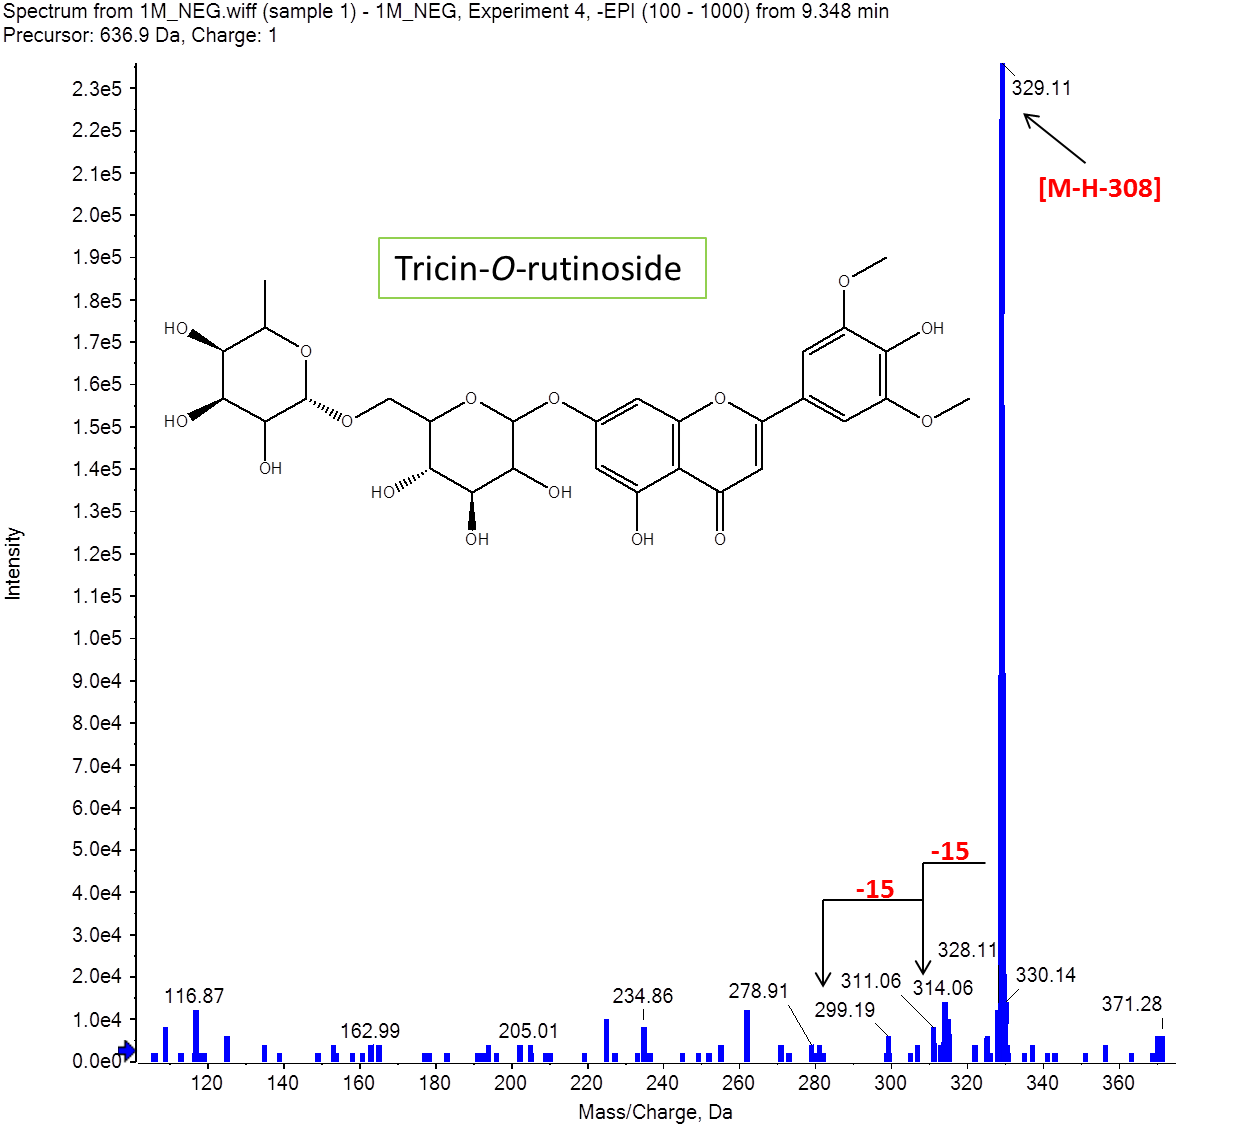 Spectrum from 1M_NEG.wiff (sample 1) - 1M_NEG, Experiment 4, -EPI (100 - 1000) from 9.348 min
Precursor: 636.9 Da, Charge: 1
2.3e5
2.2e5
2.1e5
2.0e5
1.9e5
1.8e5
1.7e5
1.6e5
1.5e5
1.4e5
1.3e5
1.2e5
1.1e5
1.0e5
9.0e4
8.0e4
7.0e4
6.0e4
5.0e4
4.0e4
3.0e4
2.0e4
1.0e4
0.0e0
Intensity
329.11
[M-H-308]
Tricin-O-rutinoside
O
OH
O
HO
O
HO
O
OH
O
O
O
HO
OH
OH
OH
O
-15
-15
328.11
330.14
311.06
314.06
299.19
278.91
371.28
234.86
205.01
162.99
116.87
120 140 160 180 200 220 240 260 280 300 320 340 360
Mass/Charge, Da